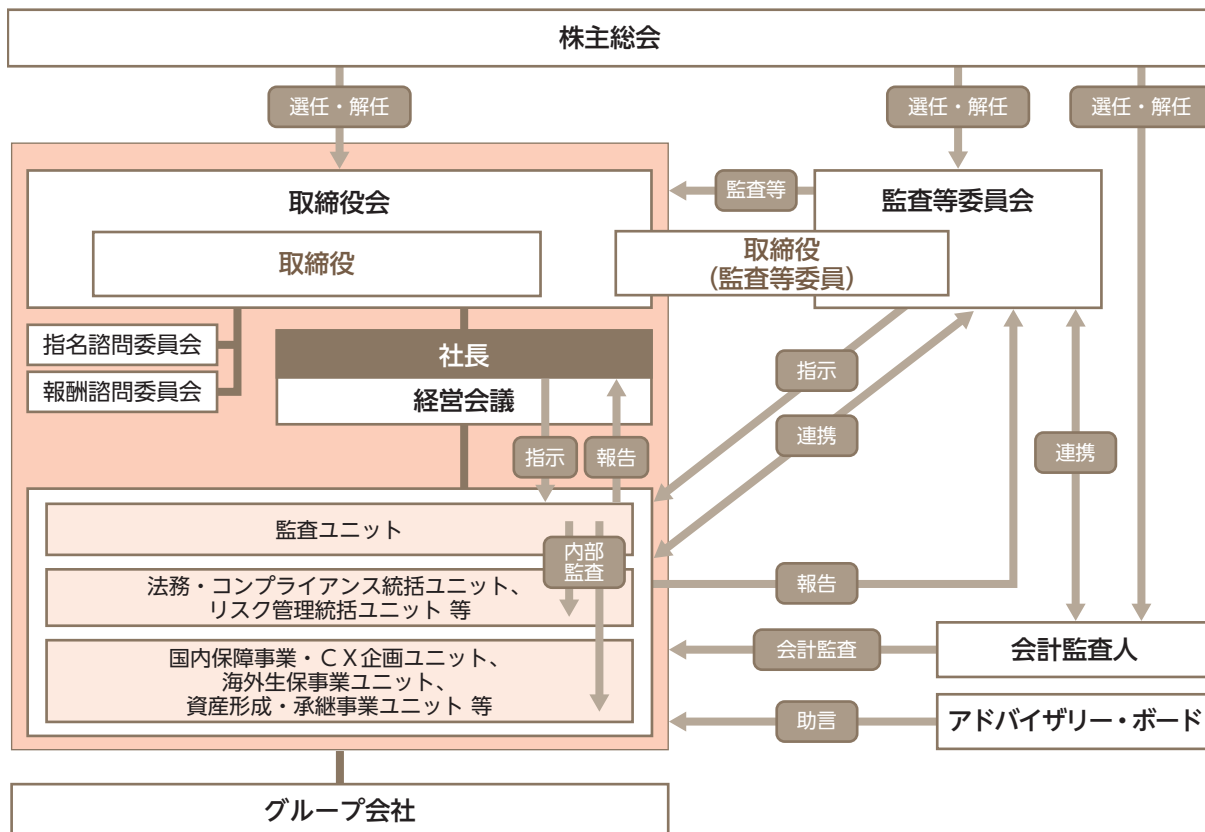 株主総会
選任・解任
選任・解任
選任・解任
取締役会
監査等
監査等委員会
取締役
取締役
（監査等委員）
指名諮問委員会
報酬諮問委員会
社長
経営会議
指示
報告
指示
連携
連携
監査ユニット
内部
監査
法務・コンプライアンス統括ユニット、
リスク管理統括ユニット 等
報告
国内保障事業・ＣＸ企画ユニット、
海外生保事業ユニット、
資産形成・承継事業ユニット 等
会計監査
会計監査人
助言
アドバイザリー・ボード
グループ会社